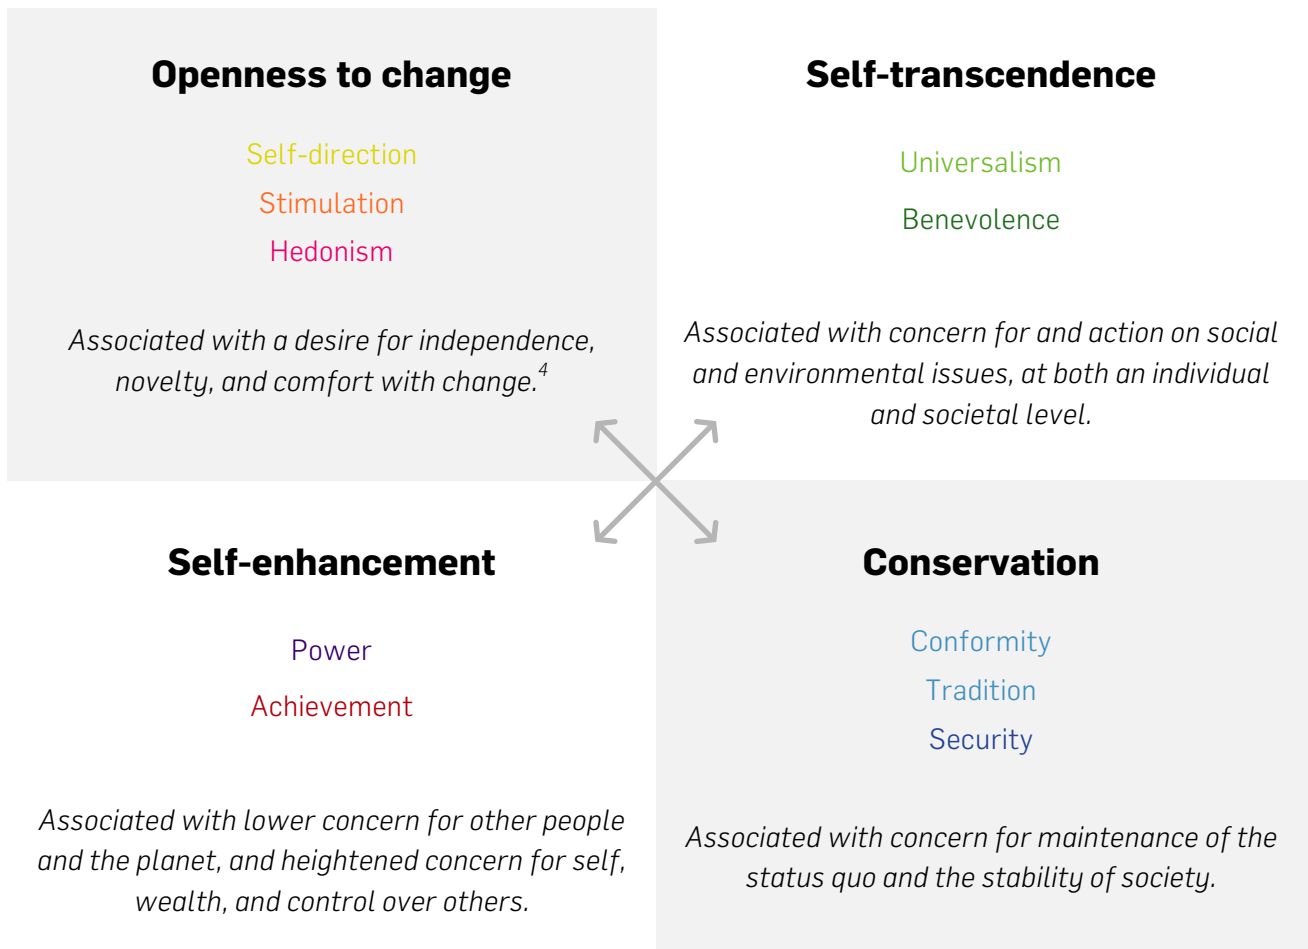 Openness to change
Self-direction
Stimulation
Hedonism
Associated with a desire for independence,
novelty, and comfort with change.4
Self-transcendence
Universalism
Benevolence
Associated with concern for and action on social
and environmental issues, at both an individual
and societal level.
Self-enhancement
Power
Achievement
Associated with lower concern for other people
and the planet, and heightened concern for self,
wealth, and control over others.
Conservation
Conformity
Tradition
Security
Associated with concern for maintenance of the
status quo and the stability of society.